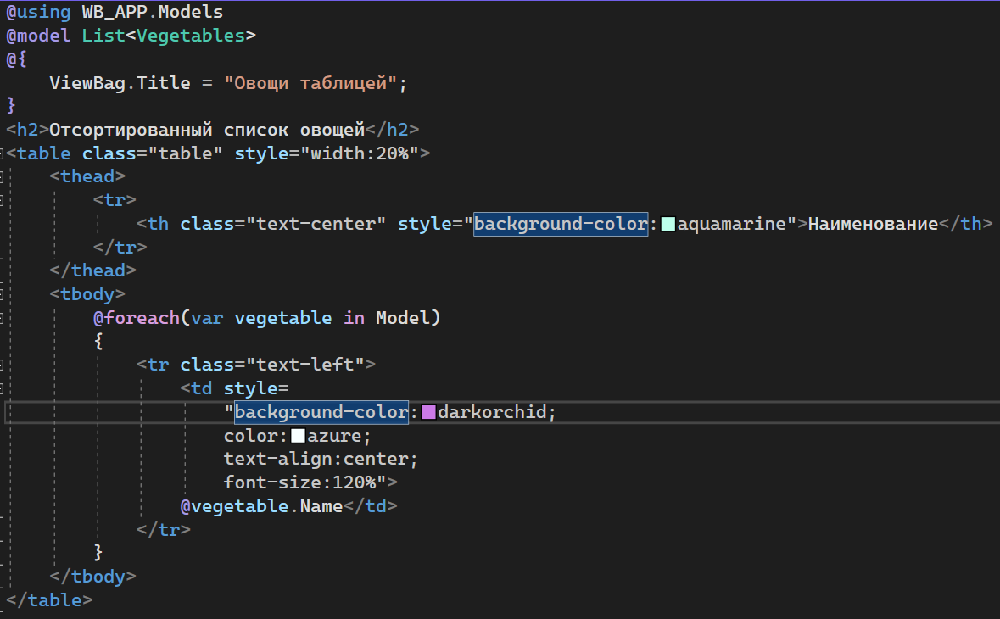 @using WB_APP.Models
@model List<Vegetables>
@{
    ViewBag.Title = "Овощи таблицей";
}
<h2>Отсортированный список овощей</h2>
<table class="table" style="width:20%">
    <thead>
        <tr>
            <th class="text-center" style="background-color:aquamarine">Наименование</th>
        </tr>
    </thead>
    <tbody>
        @foreach(var vegetable in Model)
        {
            <tr class="text-left">
                <td style=
                    "background-color:darkorchid;
                    color:azure;
                    text-align:center;
                    font-size:120%">
                @vegetable.Name</td>
            </tr>
        }
    </tbody>
</table>